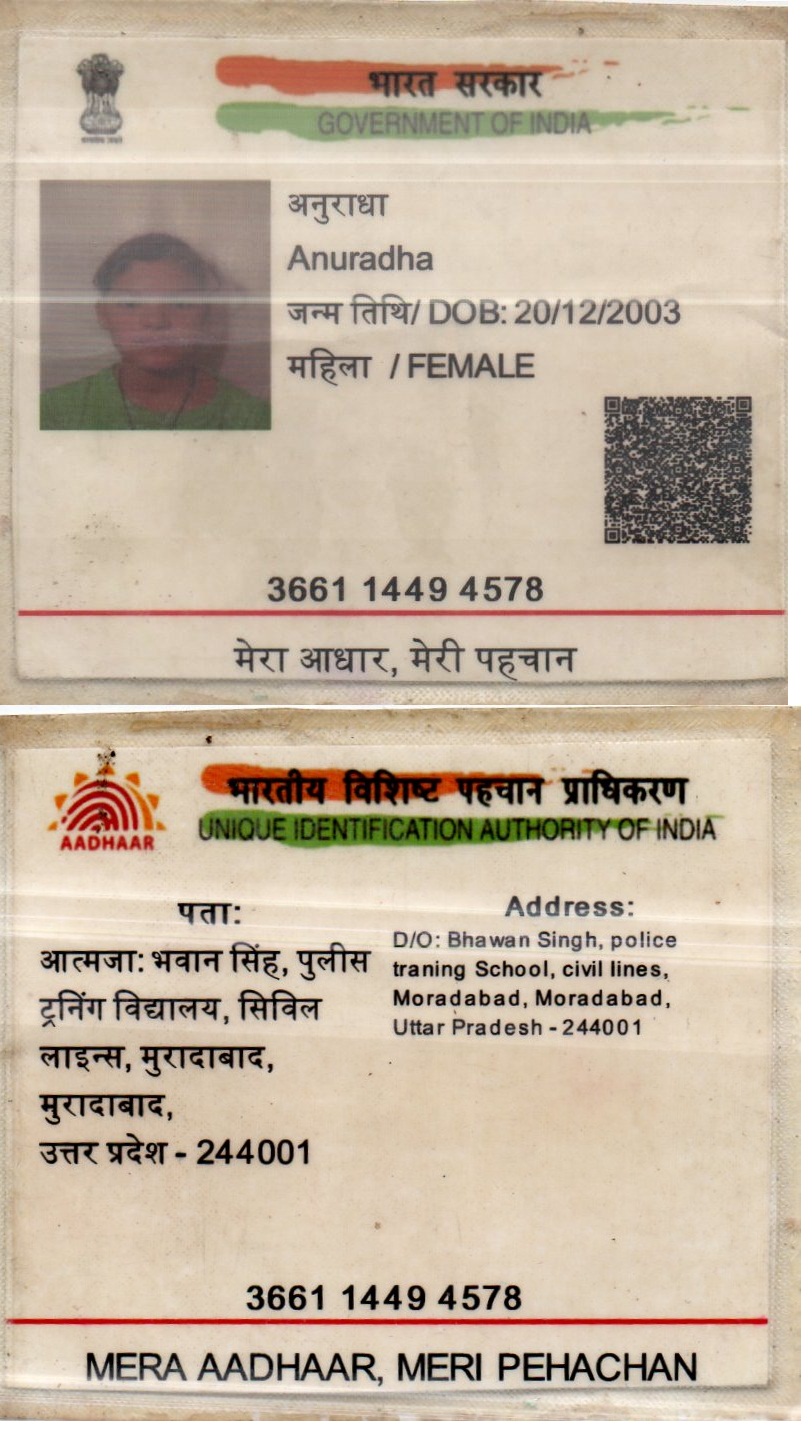 भारत सरकार
GOVERNMENT OF INDIA
अनुराधा
Anuradha
जन्म तिथि/ DOB: 20/12/2003
महिला / FEMALE
3661 1449 4578
मेरा आधार, मेरी पहचान
भारतीय विशिष्ट पहचान प्राधिकरण
UNIQUE IDENTIFICATION AUTHORITY OF INDIA
AADHAAR
पता:
आत्मजा: भवान सिंह, पुलीस
ट्रनिंग विद्यालय, सिविल
लाइन्स, मुरादाबाद,
मुरादाबाद,
उत्तर प्रदेश - 244001
Address:
D/O: Bhawan Singh, police
traning School, civil lines,
Moradabad, Moradabad,
Uttar Pradesh - 244001
3661 1449 4578
MERA AADHAAR, MERI PEHACHAN